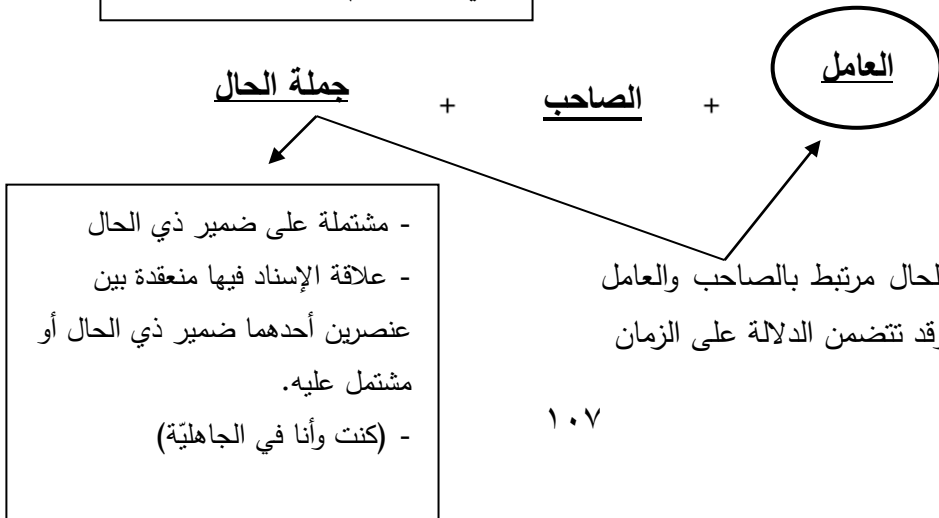 العامل + الصاحب + جملة الحال
- مشتملة على ضمير ذي الحال
- علاقة الإسناد فيها منعقدة بين
عنصرين أحدهما ضمير ذي الحال أو
مشتمل عليه.
- (كنت وأنا في الجاهليّة)
لحال مرتبط بالصاحب والعامل
قد تتضمن الدلالة على الزمان
١٠٧